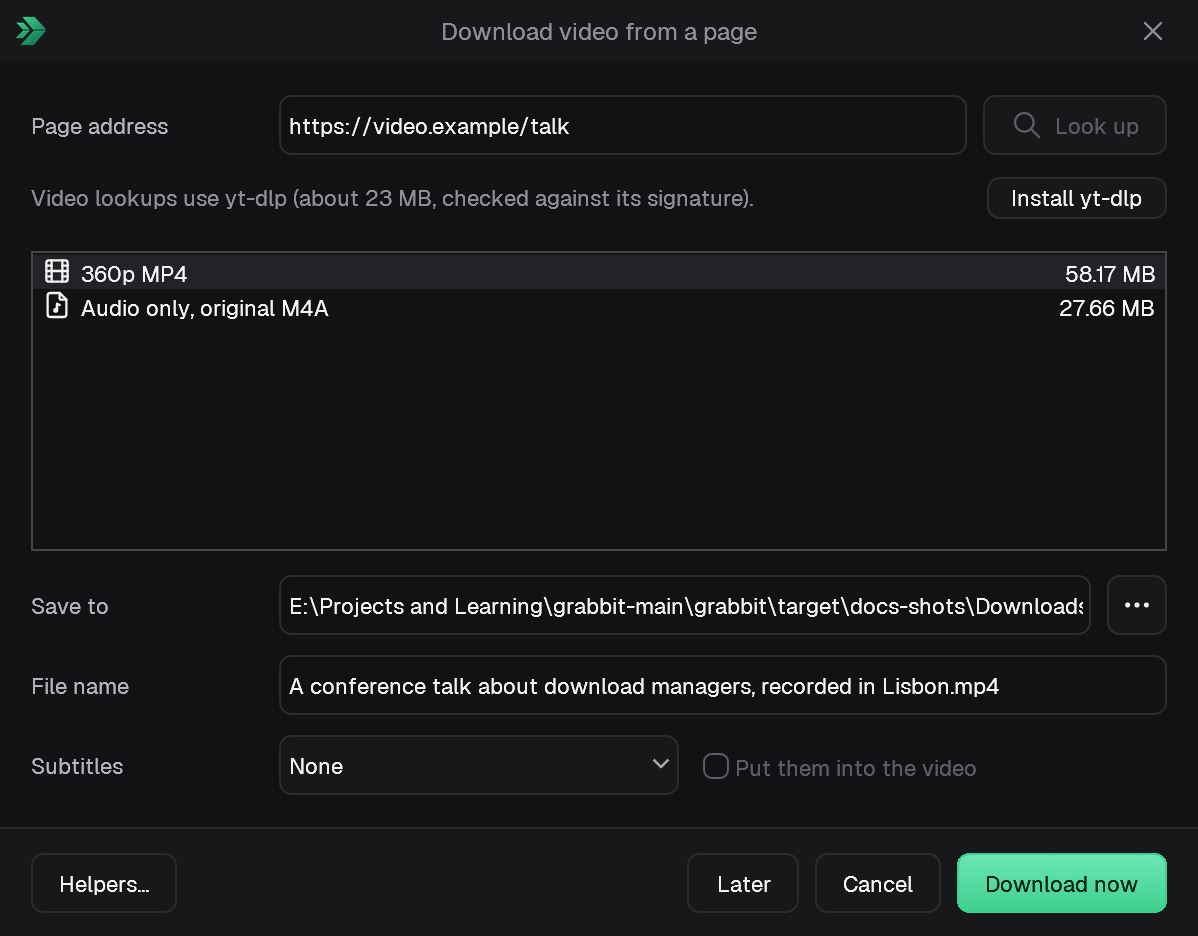 Download video from a page
Page address
https://video.example/talk
Look up
Video lookups use yt-dlp (about 23 MB, checked against its signature).
Install yt-dlp
360p MP4
58.17 MB
Audio only, original M4A
27.66 MB
Save to
E:\Projects and Learning\grabbit-main\grabbit\target\docs-shots\Downloads
File name
A conference talk about download managers, recorded in Lisbon.mp4
Subtitles
None
Put them into the video
Helpers...
Later
Cancel
Download now